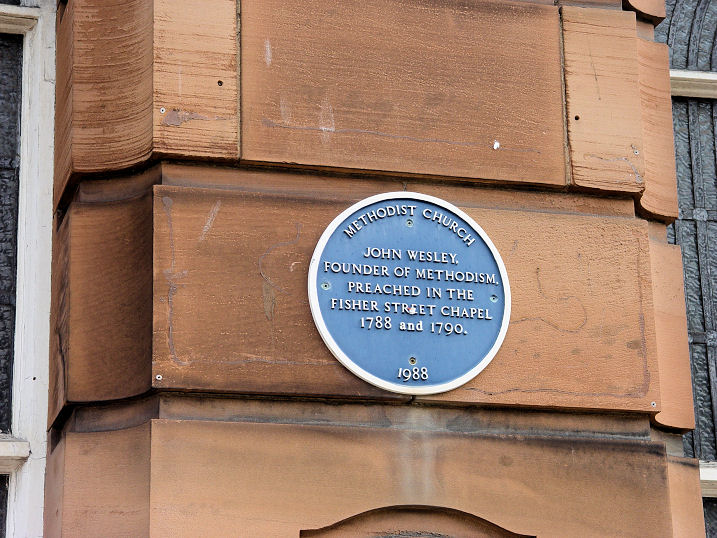 METHODIST CHURCH
JOHN WESLEY,
FOUNDER OF METHODISM,
PREACHED IN THE
FISHER STREET CHAPEL
1788 and 1790.
1988